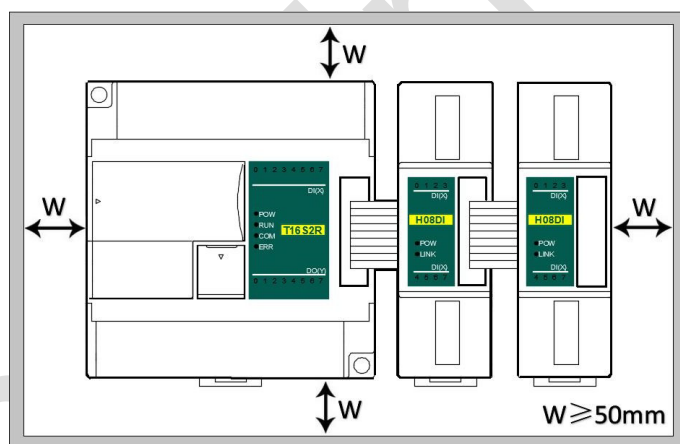 W
0 1 2 3 4 5 6 7
DI(X)
POW
RUN
COM
ERR
T16S2R
DO(Y)
0 1 2 3 4 5 6 7
0 1 2 3
DI(X)
H08DI
POW
LINK
DI(X)
4 5 6 7
0 1 2 3
DI(X)
H08DI
POW
LINK
DI(X)
4 5 6 7
W
W
W
W≥50mm